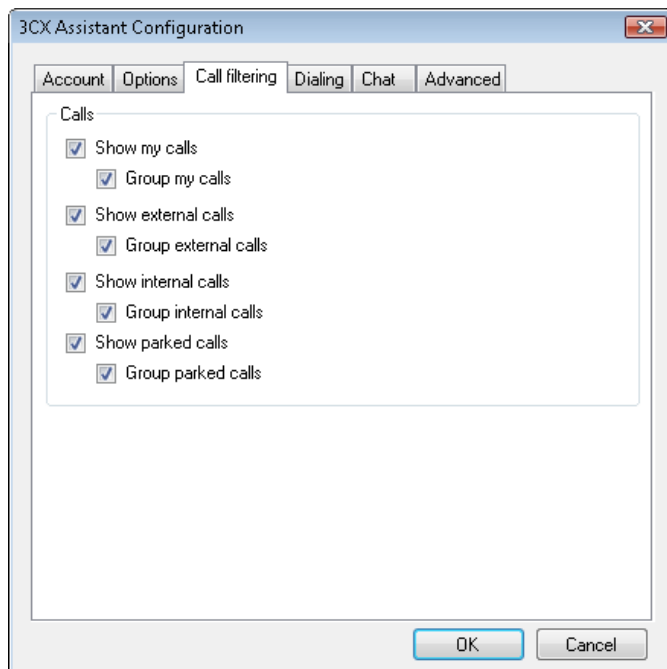 3CX Assistant Configuration
Account Options Call filtering Dialing Chat Advanced
Calls
Show my calls
Group my calls
Show external calls
Group external calls
Show internal calls
Group internal calls
Show parked calls
Group parked calls
OK Cancel